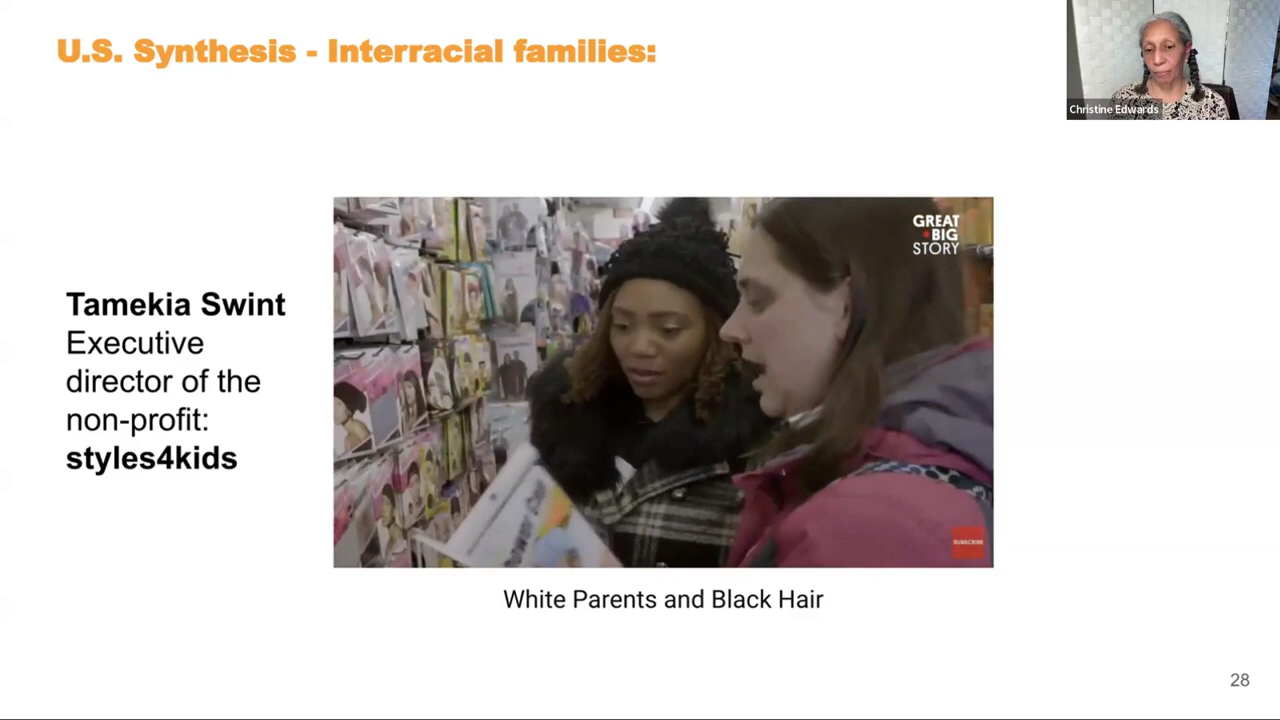 U.S. Synthesis - Interracial families:
Christine Edwards
GREAT
BIG
STORY
Tamekia Swint
Executive
director of the
non-profit:
styles4kids
SUBSCRIBE
White Parents and Black Hair
28